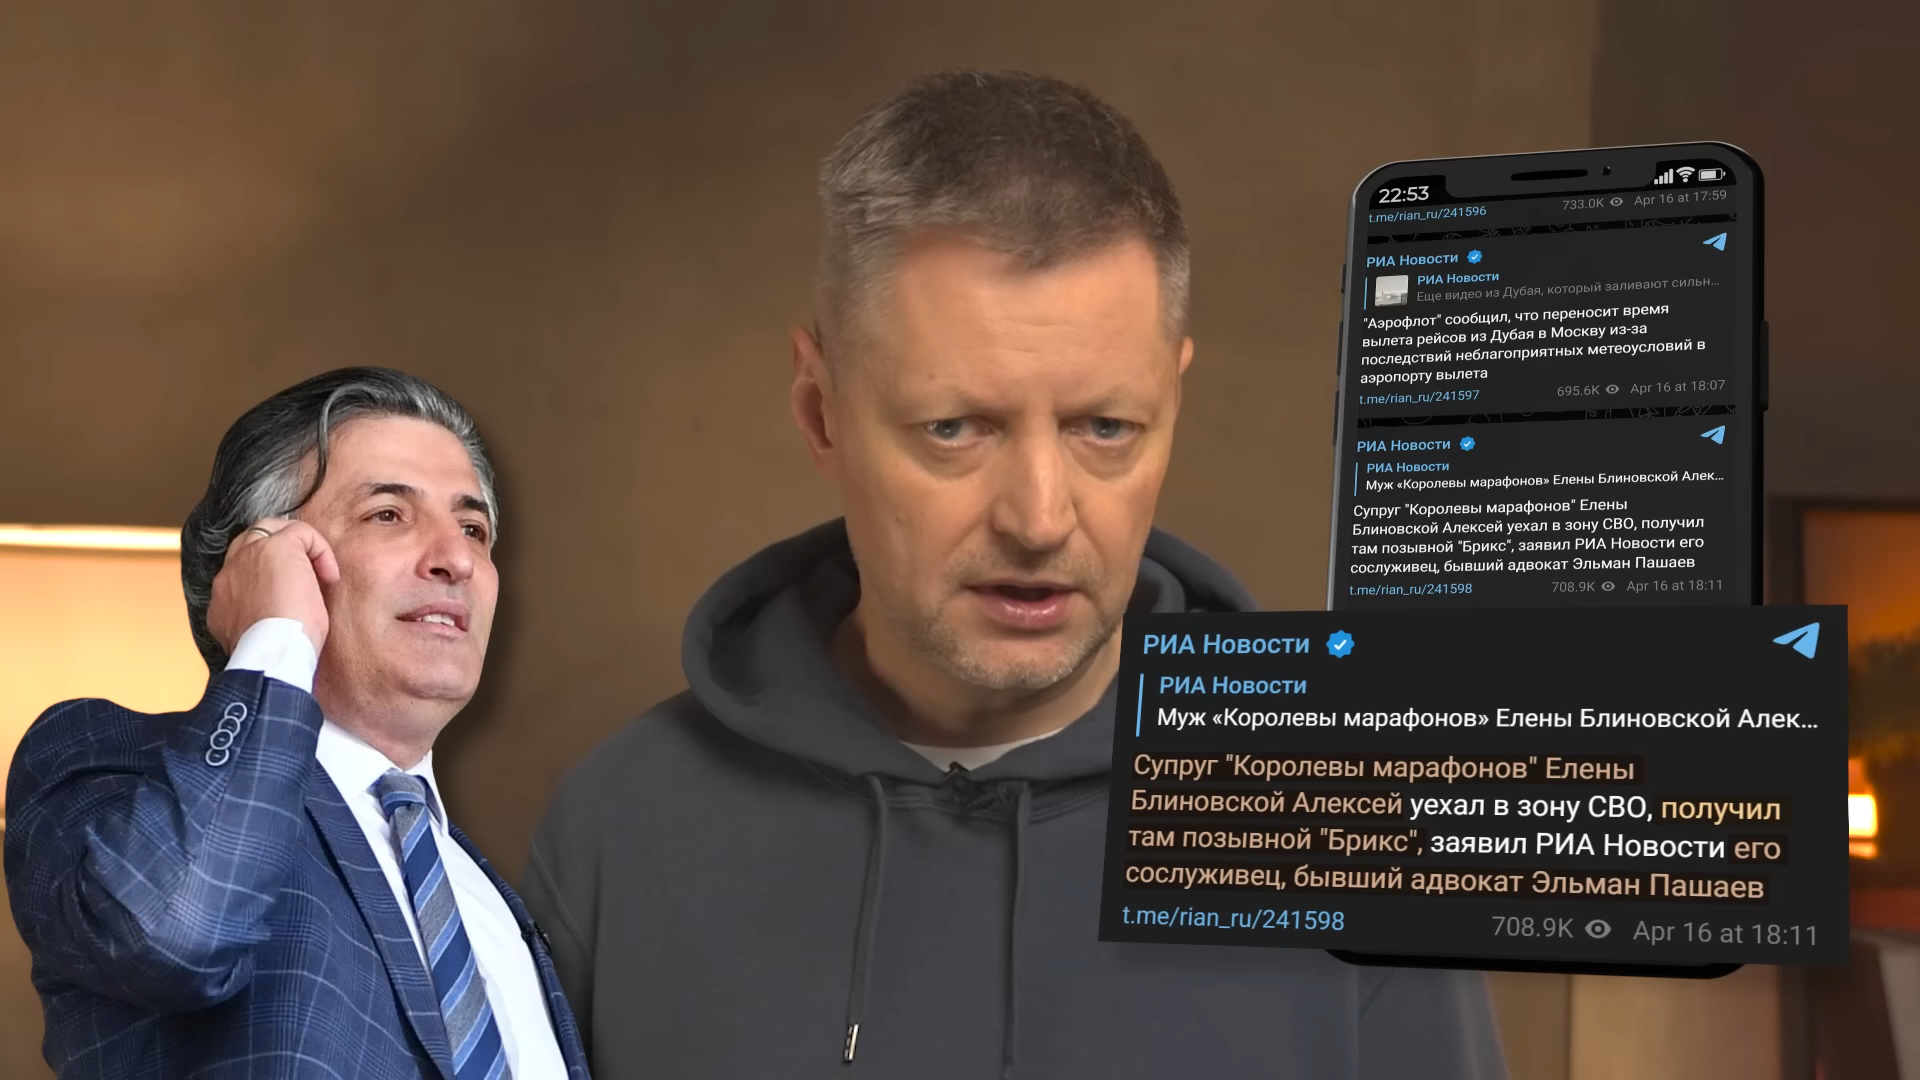 22:53
t.me/rian_ru/241596
733.0K Apr 16 at 17:59
РИА Новости
РИА Новости
Еще видео из Дубая, который заливают сильн...
"Аэрофлот" сообщил, что переносит время
вылета рейсов из Дубая в Москву из-за
последствий неблагоприятных метеоусловий в
аэропорту вылета
t.me/rian_ru/241597
695.6K Apr 16 at 18:07
РИА Новости
РИА Новости
Муж «Королевы марафонов» Елены Блиновской Алек...
Супруг "Королевы марафонов" Елены
Блиновской Алексей уехал в зону СВО, получил
там позывной "Брикс", заявил РИА Новости его
сослуживец, бывший адвокат Эльман Пашаев
t.me/rian_ru/241598
708.9K Apr 16 at 18:11
РИА Новости
РИА Новости
Муж «Королевы марафонов» Елены Блиновской Алек...
Супруг "Королевы марафонов" Елены
Блиновской Алексей уехал в зону СВО, получил
там позывной "Брикс", заявил РИА Новости его
сослуживец, бывший адвокат Эльман Пашаев
t.me/rian_ru/241598
708.9K Apr 16 at 18:11